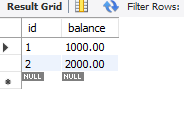 Result Grid Filter Rows:
id balance
1 1000.00
2 2000.00
NULL NULL